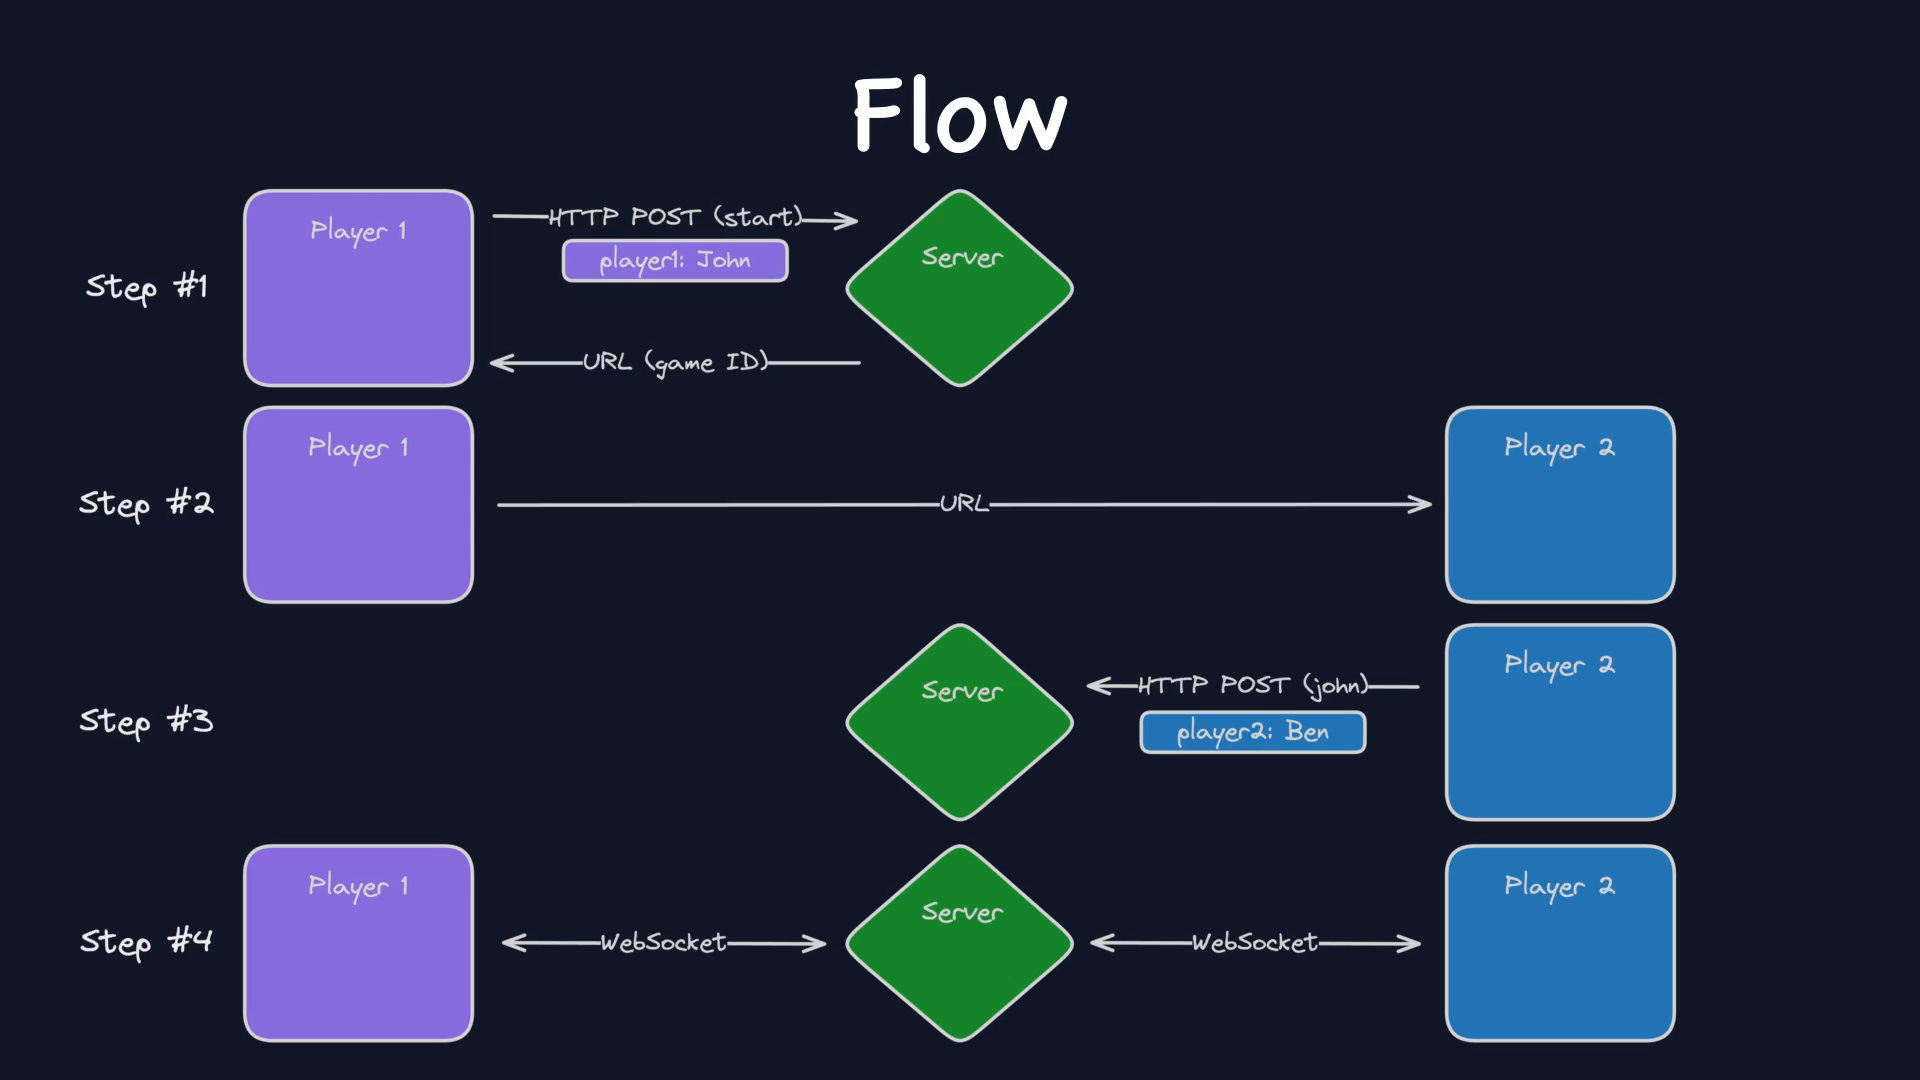 Flow
Step #1
Player 1
HTTP POST (start)
player1: John
URL (game ID)
Server
Step #2
Player 1
URL
Player 2
Step #3
Server
HTTP POST (john)
player2: Ben
Player 2
Step #4
Player 1
WebSocket
Server
WebSocket
Player 2